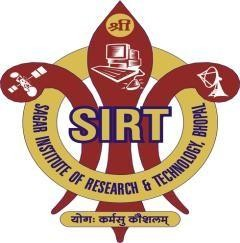 श्री
SIRT
SAGAR INSTITUTE OF RESEARCH & TECHNOLOGY, BHOPAL
योगः कर्मसु कौशलम्